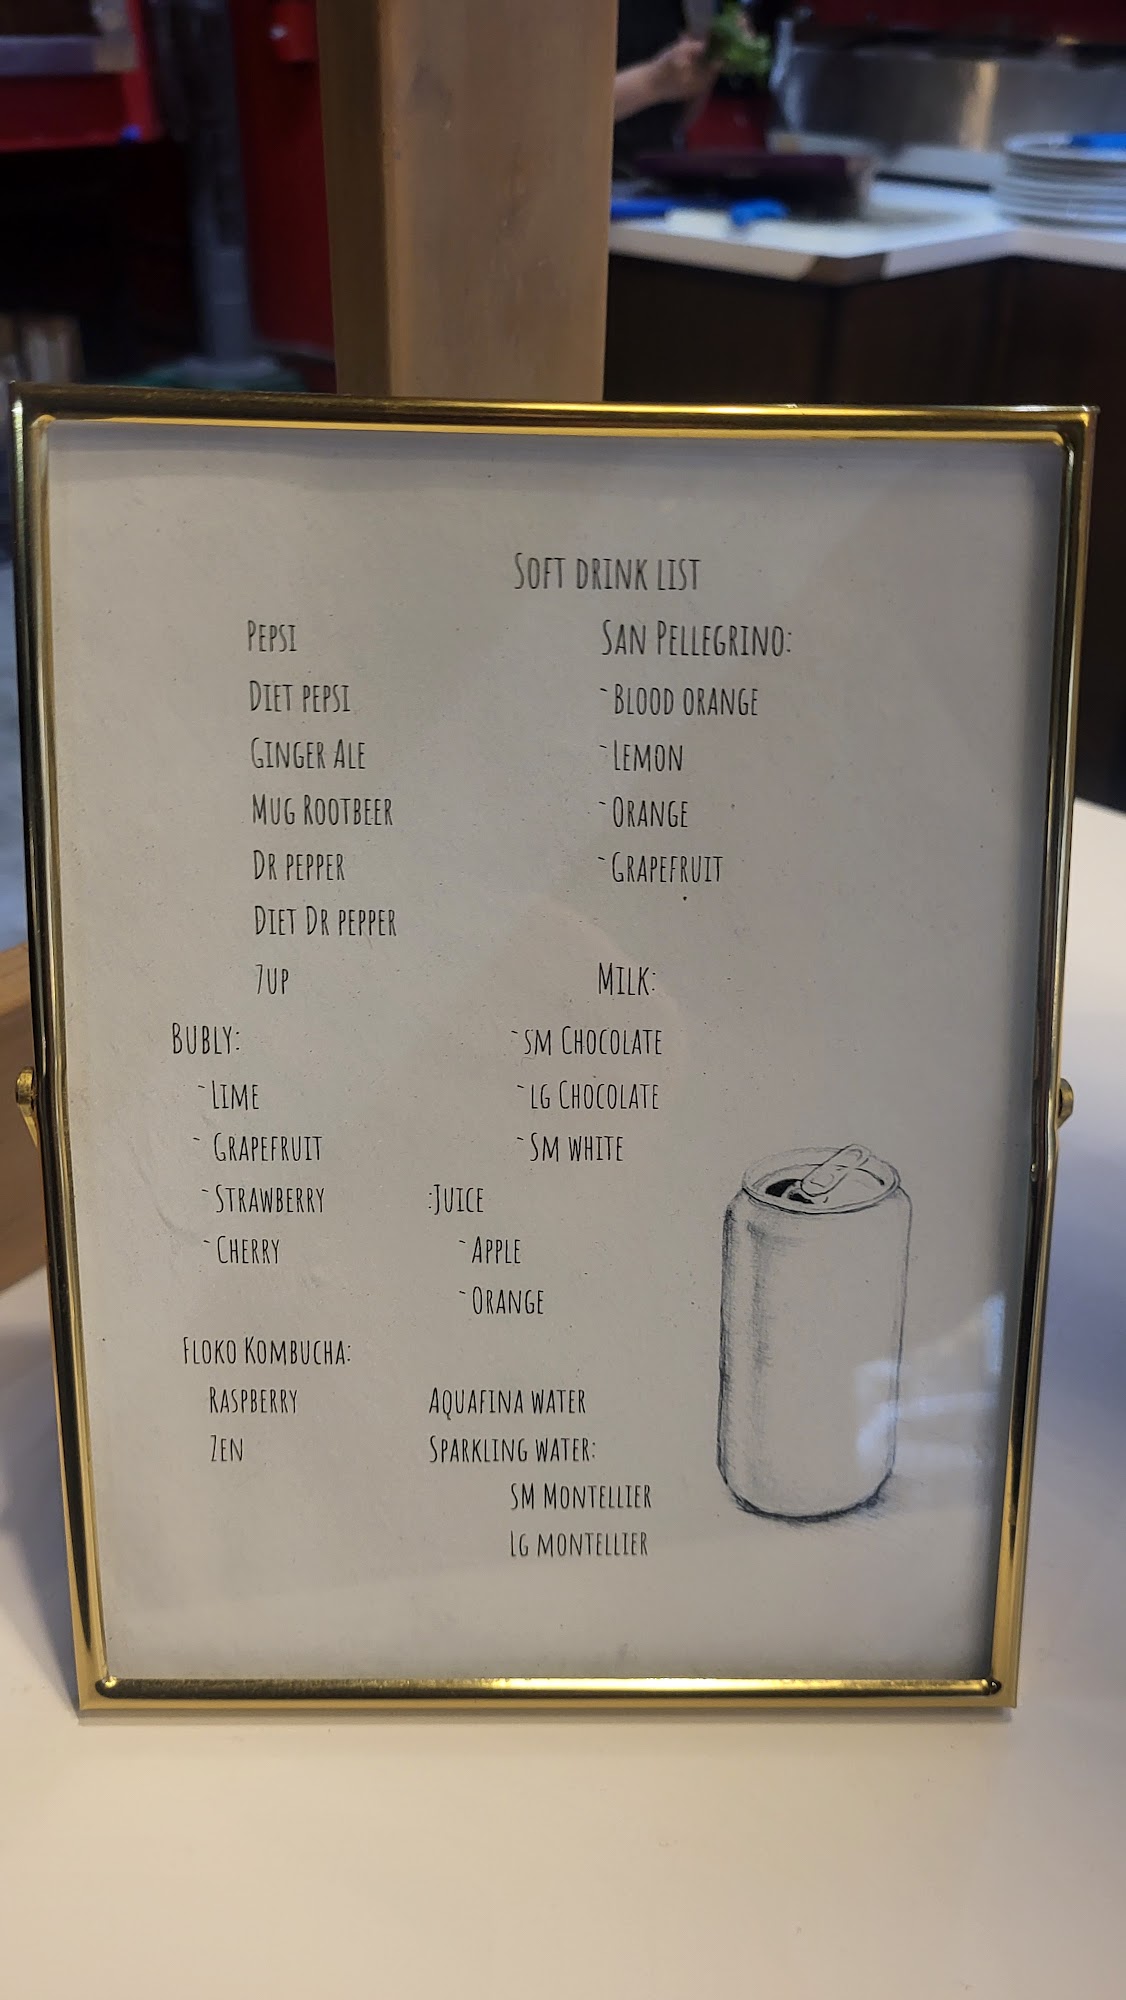 Soft drink list
Pepsi
Diet pepsi
Ginger Ale
Mug Rootbeer
Dr pepper
Diet Dr pepper
7up
Bubly:
~Lime
~ Grapefruit
~Strawberry
~Cherry
Floko Kombucha:
Raspberry
Zen
San Pellegrino:
~Blood orange
~Lemon
~Orange
~Grapefruit
Milk:
~sm Chocolate
~lg Chocolate
~Sm white
:Juice
~Apple
~Orange
Aquafina water
Sparkling water:
SM Montellier
Lg montellier